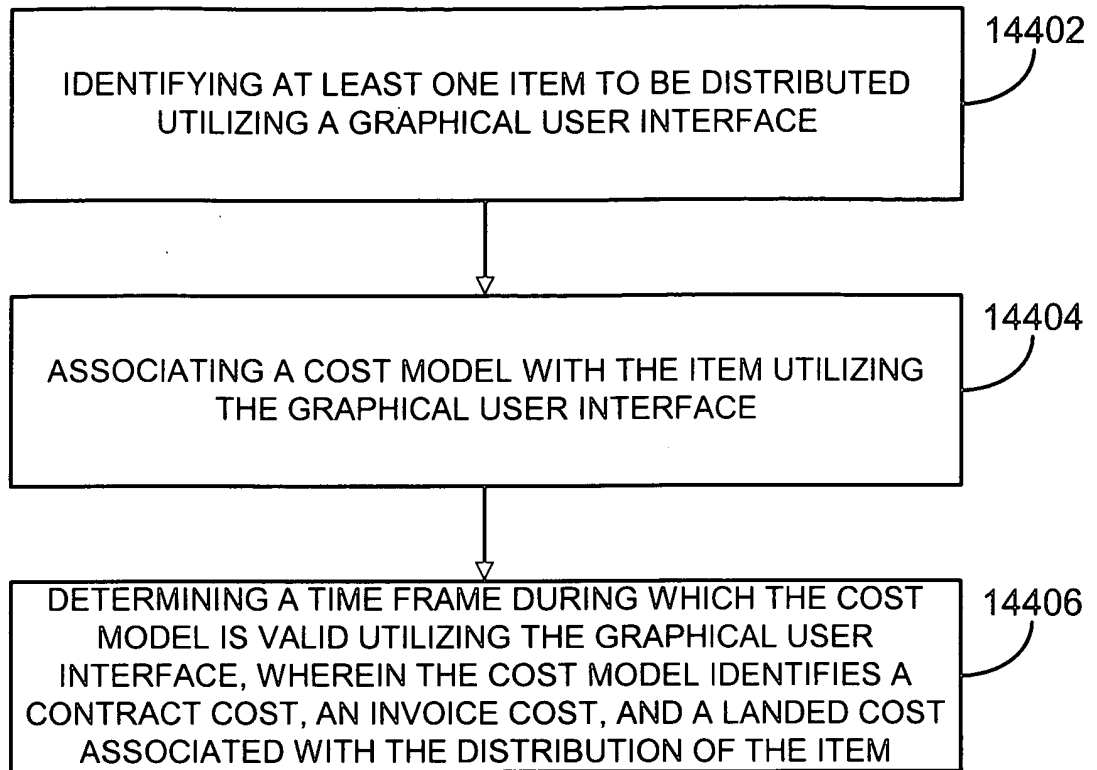 14402
IDENTIFYING AT LEAST ONE ITEM TO BE DISTRIBUTED
UTILIZING A GRAPHICAL USER INTERFACE
14404
ASSOCIATING A COST MODEL WITH THE ITEM UTILIZING
THE GRAPHICAL USER INTERFACE
14406
DETERMINING A TIME FRAME DURING WHICH THE COST
MODEL IS VALID UTILIZING THE GRAPHICAL USER
INTERFACE, WHEREIN THE COST MODEL IDENTIFIES A
CONTRACT COST, AN INVOICE COST, AND A LANDED COST
ASSOCIATED WITH THE DISTRIBUTION OF THE ITEM